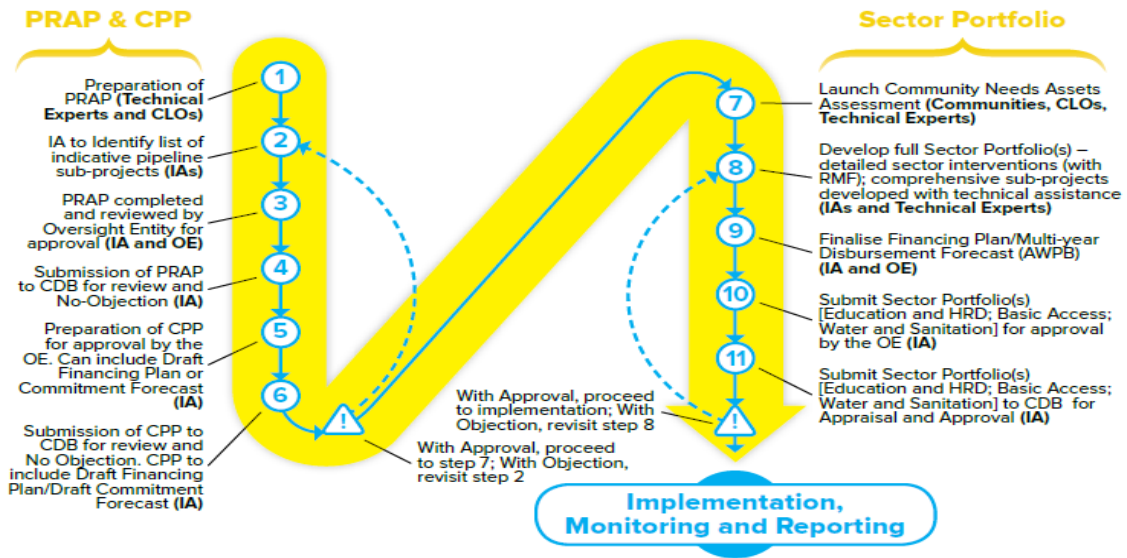 PRAP & CPP
1
Preparation of
PRAP (Technical
Experts and CLOs)
2
IA to Identify list of
indicative pipeline
sub-projects (IAs)
3
PRAP completed
and reviewed by
Oversight Entity for
approval (IA and OE)
4
Submission of PRAP
to CDB for review and
No-Objection (IA)
5
Preparation of CPP
for approval by the
OE. Can include Draft
Financing Plan or
Commitment Forecast
(IA)
6
Submission of CPP to
CDB for review and
No Objection. CPP to
include Draft Financing
Plan/Draft Commitment
Forecast (IA)
!
With Approval, proceed
to step 7; With Objection,
revisit step 2
Sector Portfolio
7
Launch Community Needs Assets
Assessment (Communities, CLOs,
Technical Experts)
8
Develop full Sector Portfolio(s) –
detailed sector interventions (with
RMF); comprehensive sub-projects
developed with technical assistance
(IAs and Technical Experts)
9
Finalise Financing Plan/Multi-year
Disbursement Forecast (AWPB)
(IA and OE)
10
Submit Sector Portfolio(s)
[Education and HRD; Basic Access;
Water and Sanitation] for approval
by the OE (IA)
11
Submit Sector Portfolio(s)
[Education and HRD; Basic Access;
Water and Sanitation] to CDB for
Appraisal and Approval (IA)
!
With Approval, proceed
to implementation; With
Objection, revisit step 8
Implementation,
Monitoring and Reporting